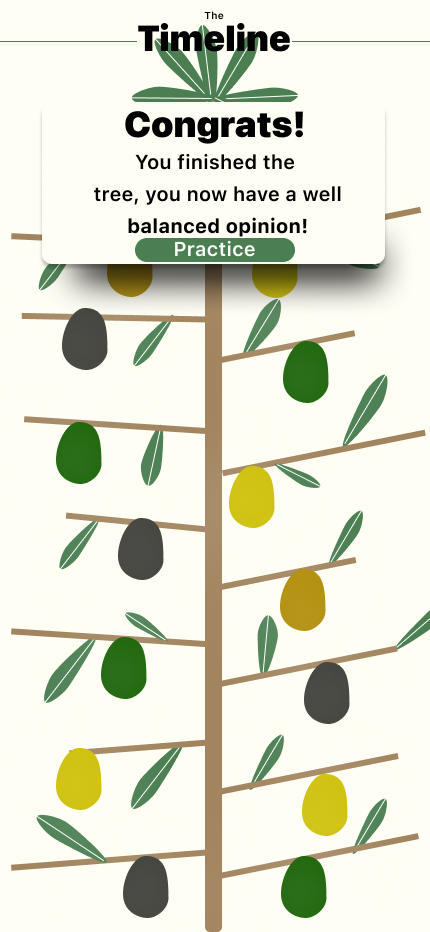 The
Timeline
Congrats!
You finished the
tree, you now have a well
balanced opinion!
Practice